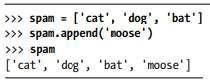 >>> spam = ['cat', 'dog', 'bat']
>>> spam.append('moose')
>>> spam
['cat', 'dog', 'bat', 'moose']